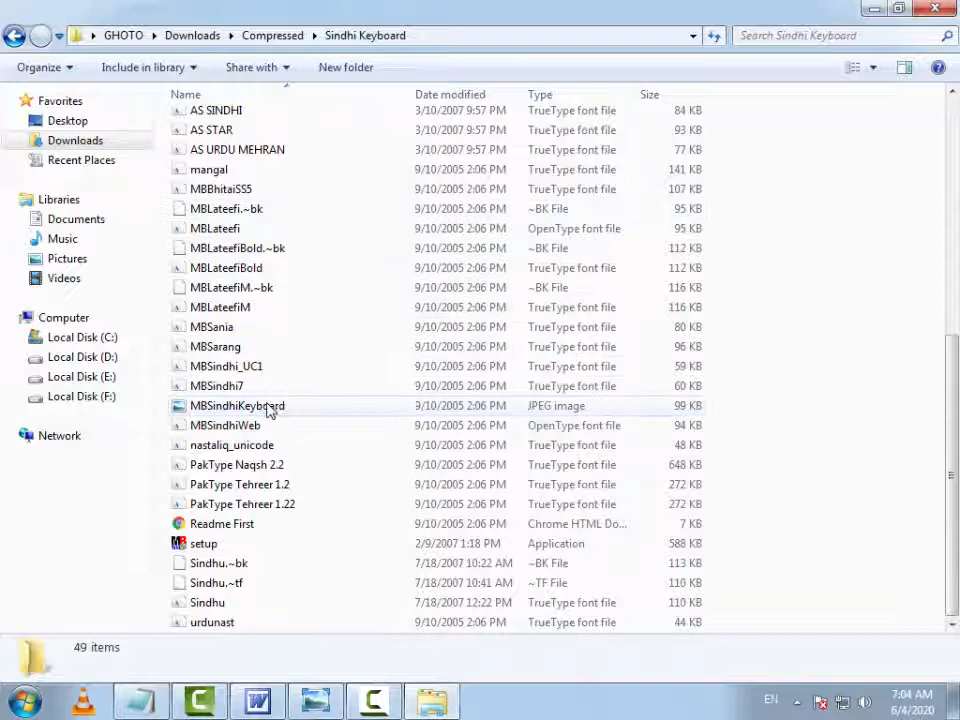 GHOTO Downloads Compressed Sindhi Keyboard Search Sindhi Keyboard
Organize Include in library Share with New folder
Name Date modified Type Size
Favorites
Desktop
Downloads
Recent Places
Libraries
Documents
Music
Pictures
Videos
Computer
Local Disk (C:)
Local Disk (D:)
Local Disk (E:)
Local Disk (F:)
Network
AS SINDHI 3/10/2007 9:57 PM TrueType font file 84 KB
AS STAR 3/10/2007 9:57 PM TrueType font file 93 KB
AS URDU MEHRAN 3/10/2007 9:57 PM TrueType font file 77 KB
mangal 9/10/2005 2:06 PM TrueType font file 141 KB
MBBhitaiSS5 9/10/2005 2:06 PM TrueType font file 107 KB
MBLateefi.~bk 9/10/2005 2:06 PM ~BK File 95 KB
MBLateefi 9/10/2005 2:06 PM OpenType font file 95 KB
MBLateefiBold.~bk 9/10/2005 2:06 PM ~BK File 112 KB
MBLateefiBold 9/10/2005 2:06 PM TrueType font file 112 KB
MBLateefiM.~bk 9/10/2005 2:06 PM ~BK File 116 KB
MBLateefiM 9/10/2005 2:06 PM TrueType font file 116 KB
MBSania 9/10/2005 2:06 PM TrueType font file 80 KB
MBSarang 9/10/2005 2:06 PM TrueType font file 96 KB
MBSindhi_UC1 9/10/2005 2:06 PM TrueType font file 59 KB
MBSindhi7 9/10/2005 2:06 PM TrueType font file 60 KB
MBSindhiKeyboard 9/10/2005 2:06 PM JPEG image 99 KB
MBSindhiWeb 9/10/2005 2:06 PM OpenType font file 94 KB
nastaliq_unicode 9/10/2005 2:06 PM TrueType font file 48 KB
PakType Naqsh 2.2 9/10/2005 2:06 PM TrueType font file 648 KB
PakType Tehreer 1.2 9/10/2005 2:06 PM TrueType font file 272 KB
PakType Tehreer 1.22 9/10/2005 2:06 PM TrueType font file 272 KB
Readme First 9/10/2005 2:06 PM Chrome HTML Do... 7 KB
setup 2/9/2007 1:18 PM Application 588 KB
Sindhu.~bk 7/18/2007 10:22 AM ~BK File 113 KB
Sindhu.~tf 7/18/2007 10:41 AM ~TF File 110 KB
Sindhu 7/18/2007 12:22 PM TrueType font file 110 KB
urdunast 9/10/2005 2:06 PM TrueType font file 44 KB
49 items
EN 7:04 AM
6/4/2020